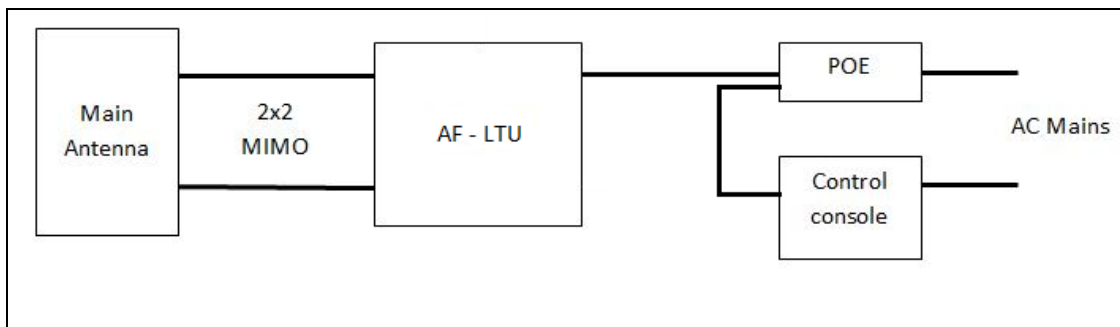 Main
Antenna
2x2
MIMO
AF - LTU
POE
AC Mains
Control
console